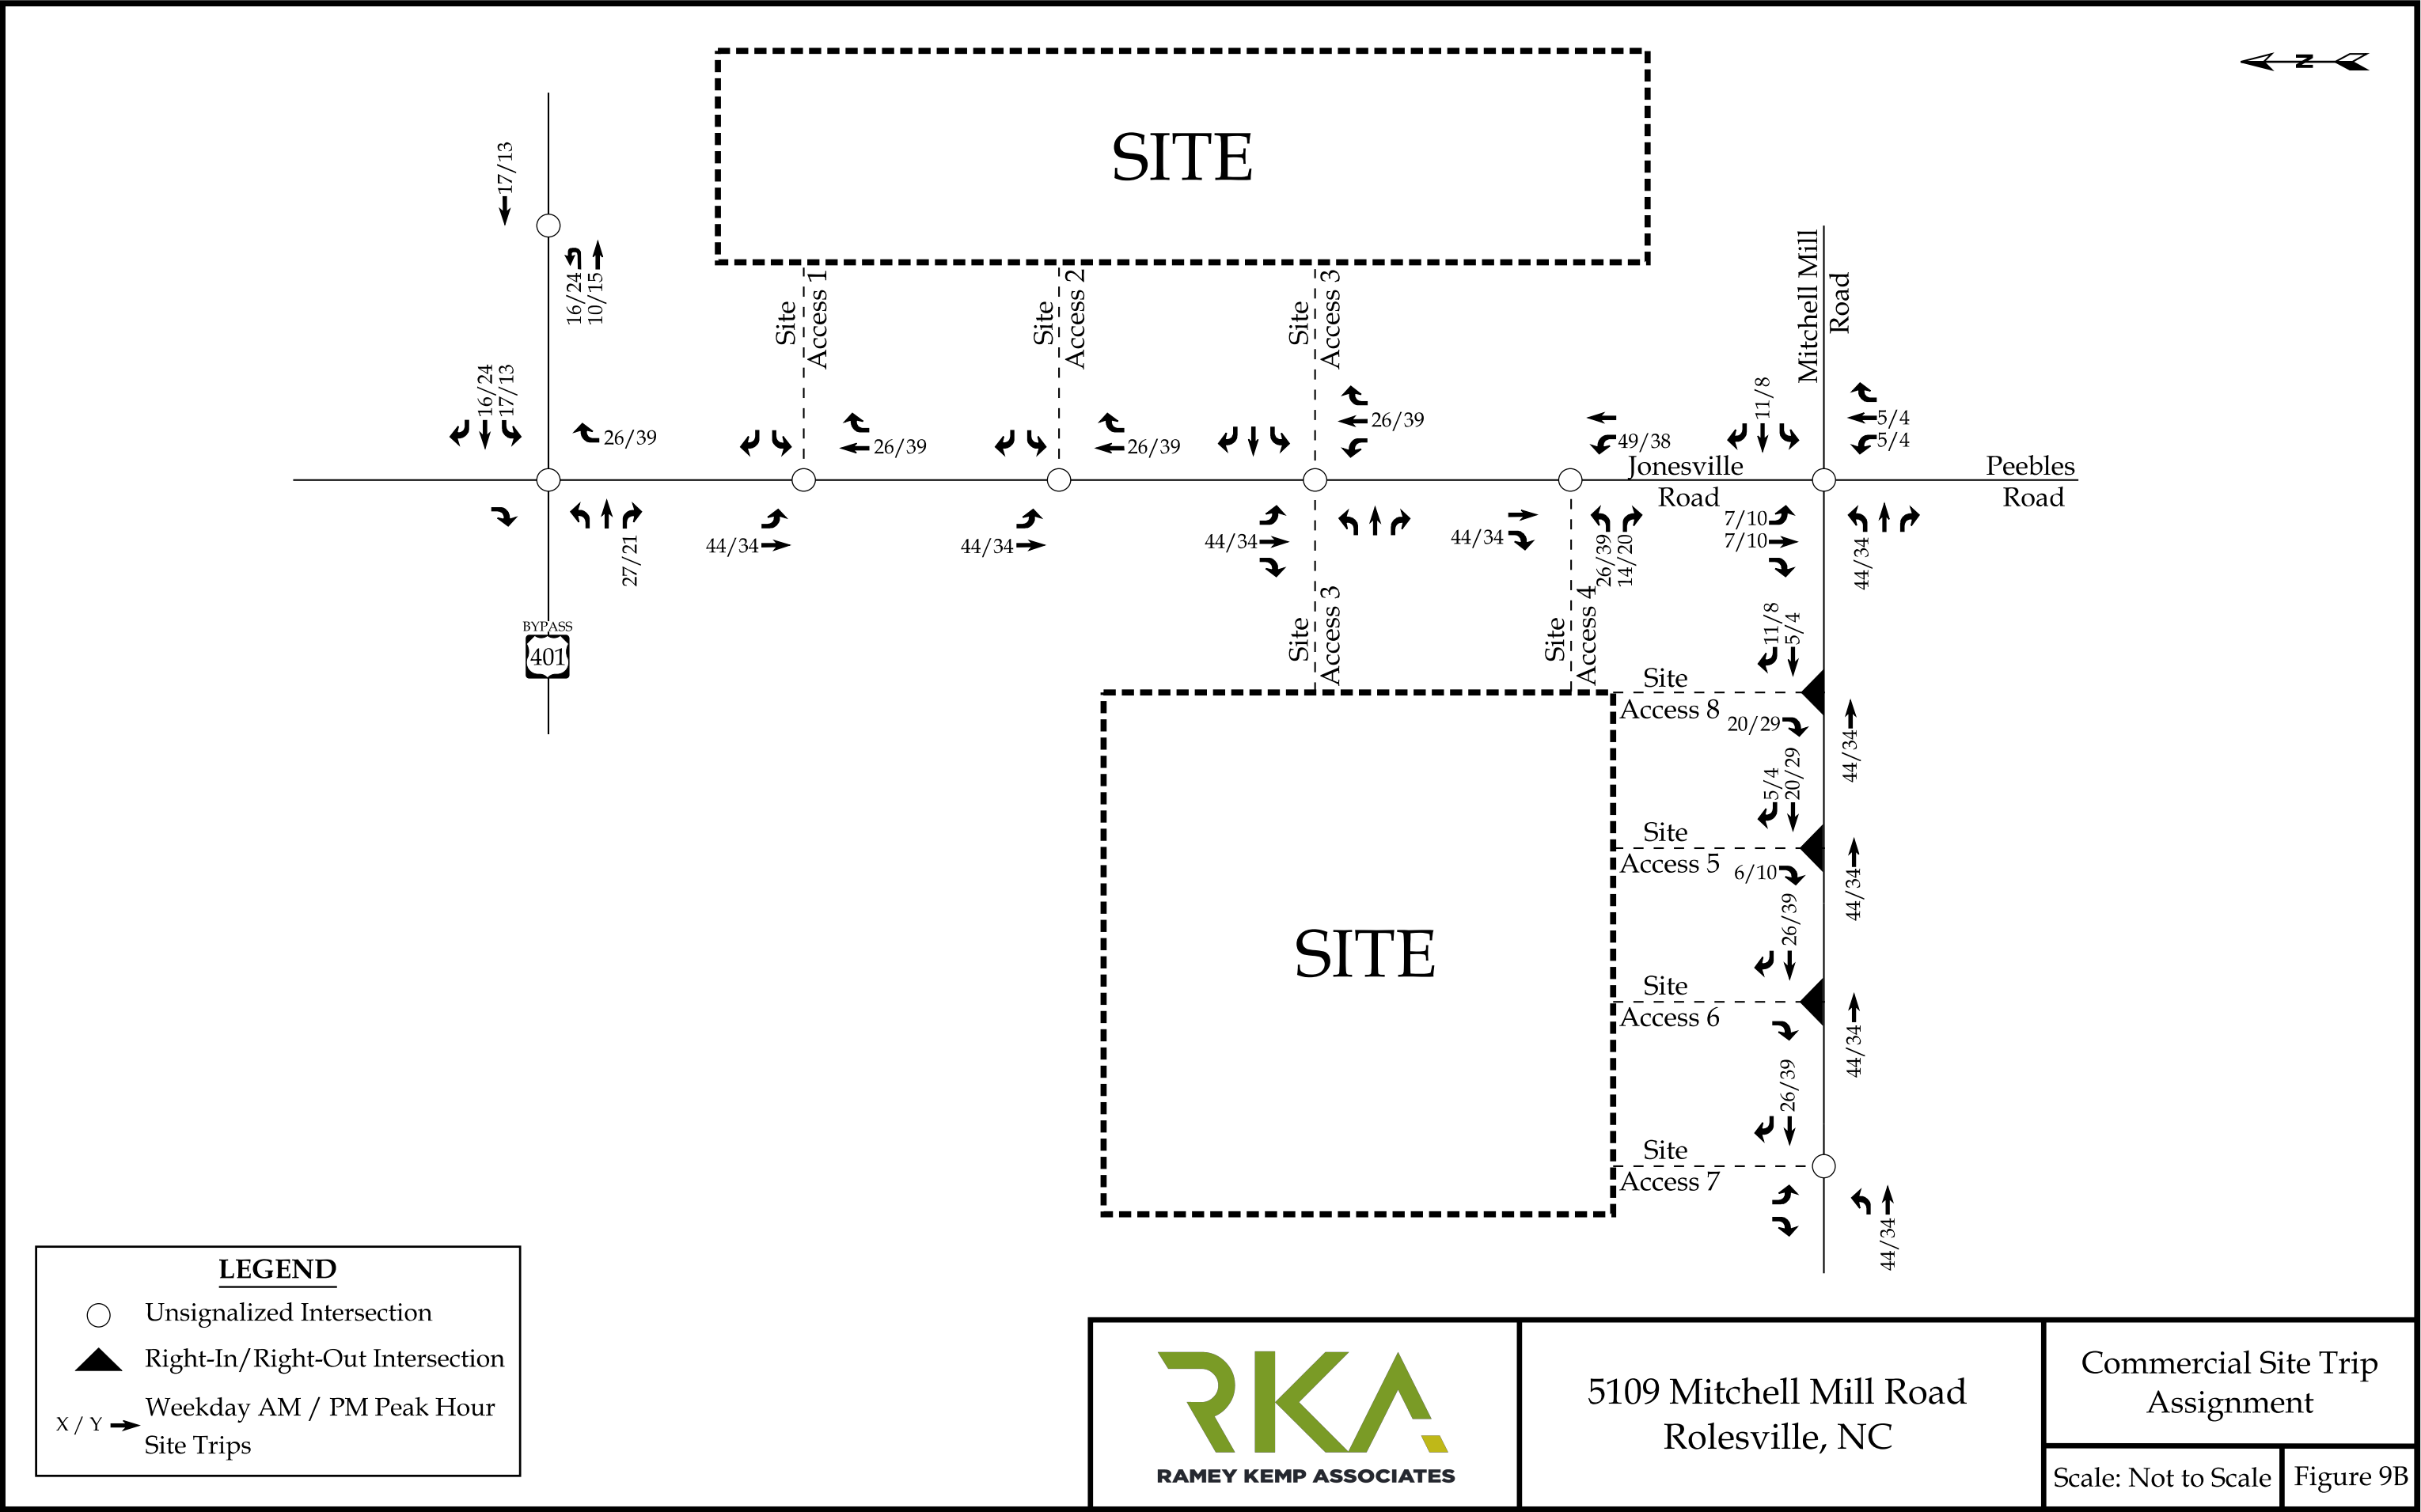 N
SITE
17/13
16/24
10/15
Site
Access 1
Site
Access 2
Site
Access 3
Mitchell Mill
Road
16/24
17/13
26/39
26/39
26/39
26/39
49/38
11/8
5/4
5/4
Jonesville
Road
Peebles
Road
27/21
44/34
44/34
44/34
44/34
26/39
14/20
7/10
7/10
44/34
BYPASS
401
Site
Access 3
Site
Access 4
11/8
5/4
Site
Access 8
20/29
44/34
5/4
20/29
Site
Access 5
6/10
44/34
SITE
26/39
Site
Access 6
44/34
26/39
Site
Access 7
44/34
LEGEND
Unsignalized Intersection
Right-In/Right-Out Intersection
X / Y
Weekday AM / PM Peak Hour
Site Trips
RKA
RAMEY KEMP ASSOCIATES
5109 Mitchell Mill Road
Rolesville, NC
Commercial Site Trip
Assignment
Scale: Not to Scale
Figure 9B